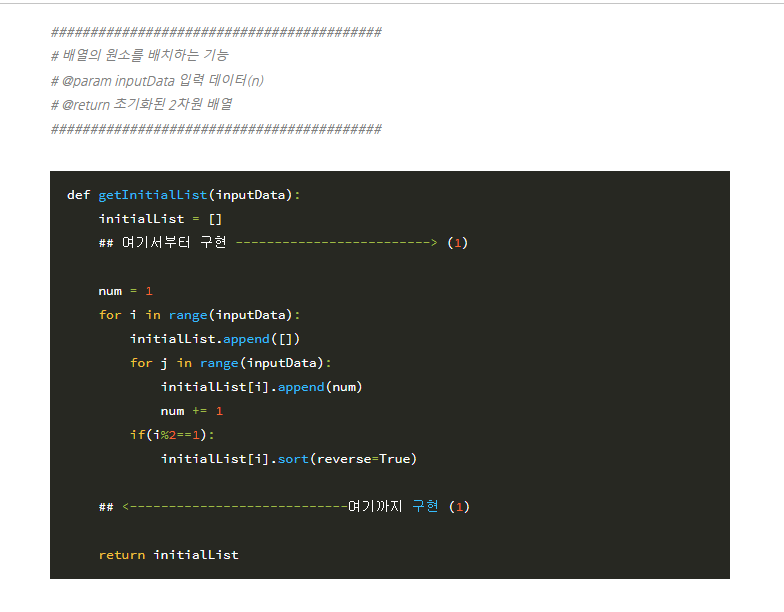 ##########################################
# 배열의 원소를 배치하는 기능
# @param inputData 입력 데이터(n)
# @return 초기화된 2차원 배열
##########################################
def getInitialList(inputData):
initialList = []
## 여기서부터 구현 -------------------------> (1)
num = 1
for i in range(inputData):
initialList.append([])
for j in range(inputData):
initialList[i].append(num)
num += 1
if(i%2==1):
initialList[i].sort(reverse=True)
## <----------------------------여기까지 구현 (1)
return initialList